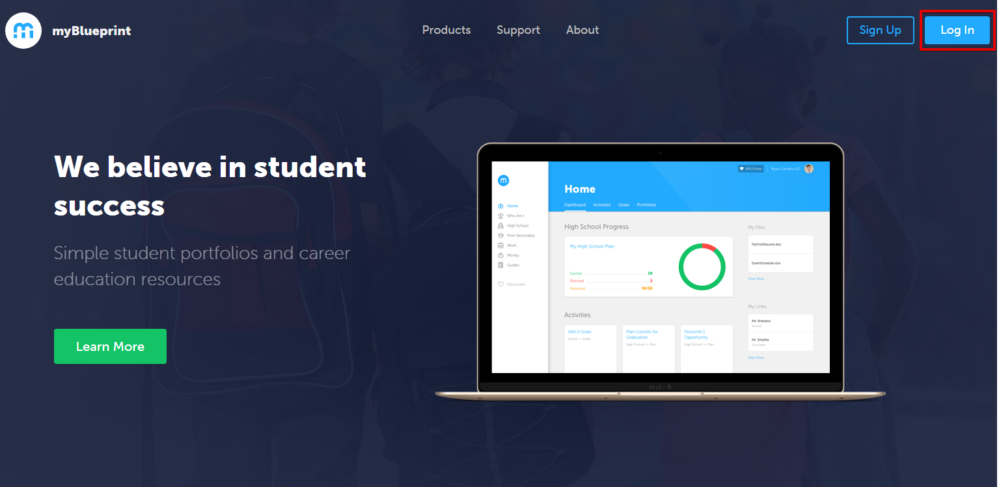 myBlueprint
Products
Support
About
Sign Up
Log In
We believe in student
success
Simple student portfolios and career
education resources
Learn More
400 Points
Bryan Carvalho (12)
Home
Dashboard
Activities
Goals
Portfolios
Home
Who Am I
High School
Post-Secondary
Work
Money
Guides
Favourites
High School Progress
My High School Plan
Earned 28
Planned 2
Required 30/30
Activities
Add 2 Goals
Home • Goals
Plan Courses for
Graduation
High School • Plan
Favourite 1
Opportunity
High School • Plan
My Files
MyFirstResume.doc
ExamSchedule.xlsx
View More
My Links
Ms. Brasseur
Teacher
Mr. Smythe
Counsellor
View More